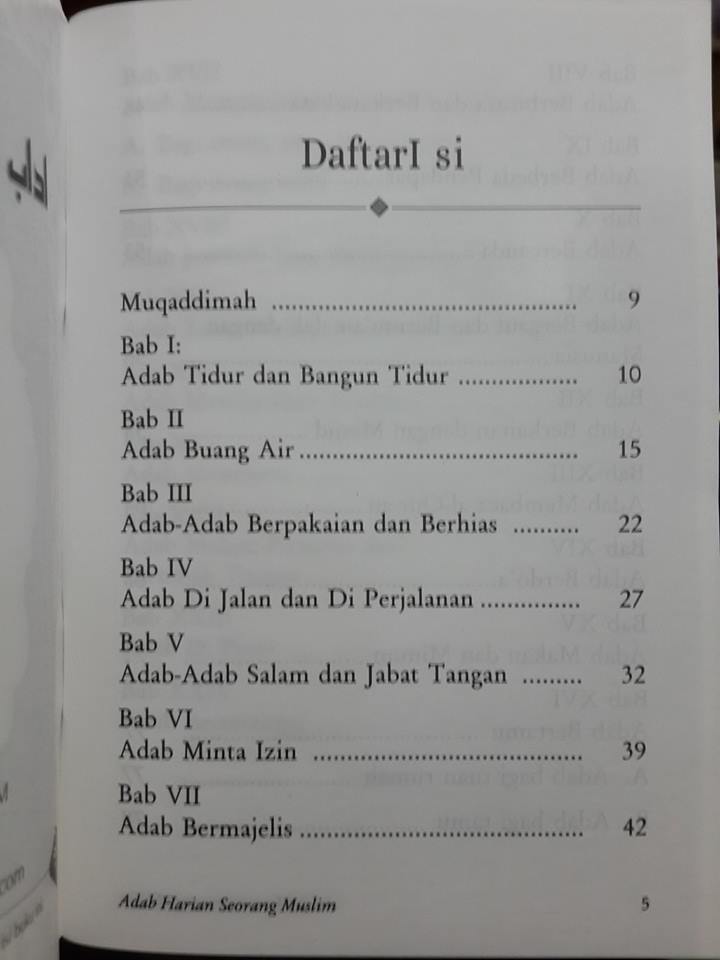 DaftarI si
Muqaddimah ............................................. 9
Bab I:
Adab Tidur dan Bangun Tidur .................. 10
Bab II
Adab Buang Air.......................................... 15
Bab III
Adab-Adab Berpakaian dan Berhias .......... 22
Bab IV
Adab Di Jalan dan Di Perjalanan............... 27
Bab V
Adab-Adab Salam dan Jabat Tangan ......... 32
Bab VI
Adab Minta Izin ........................................ 39
Bab VII
Adab Bermajelis.......................................... 42
Adab Harian Seorang Muslim 5